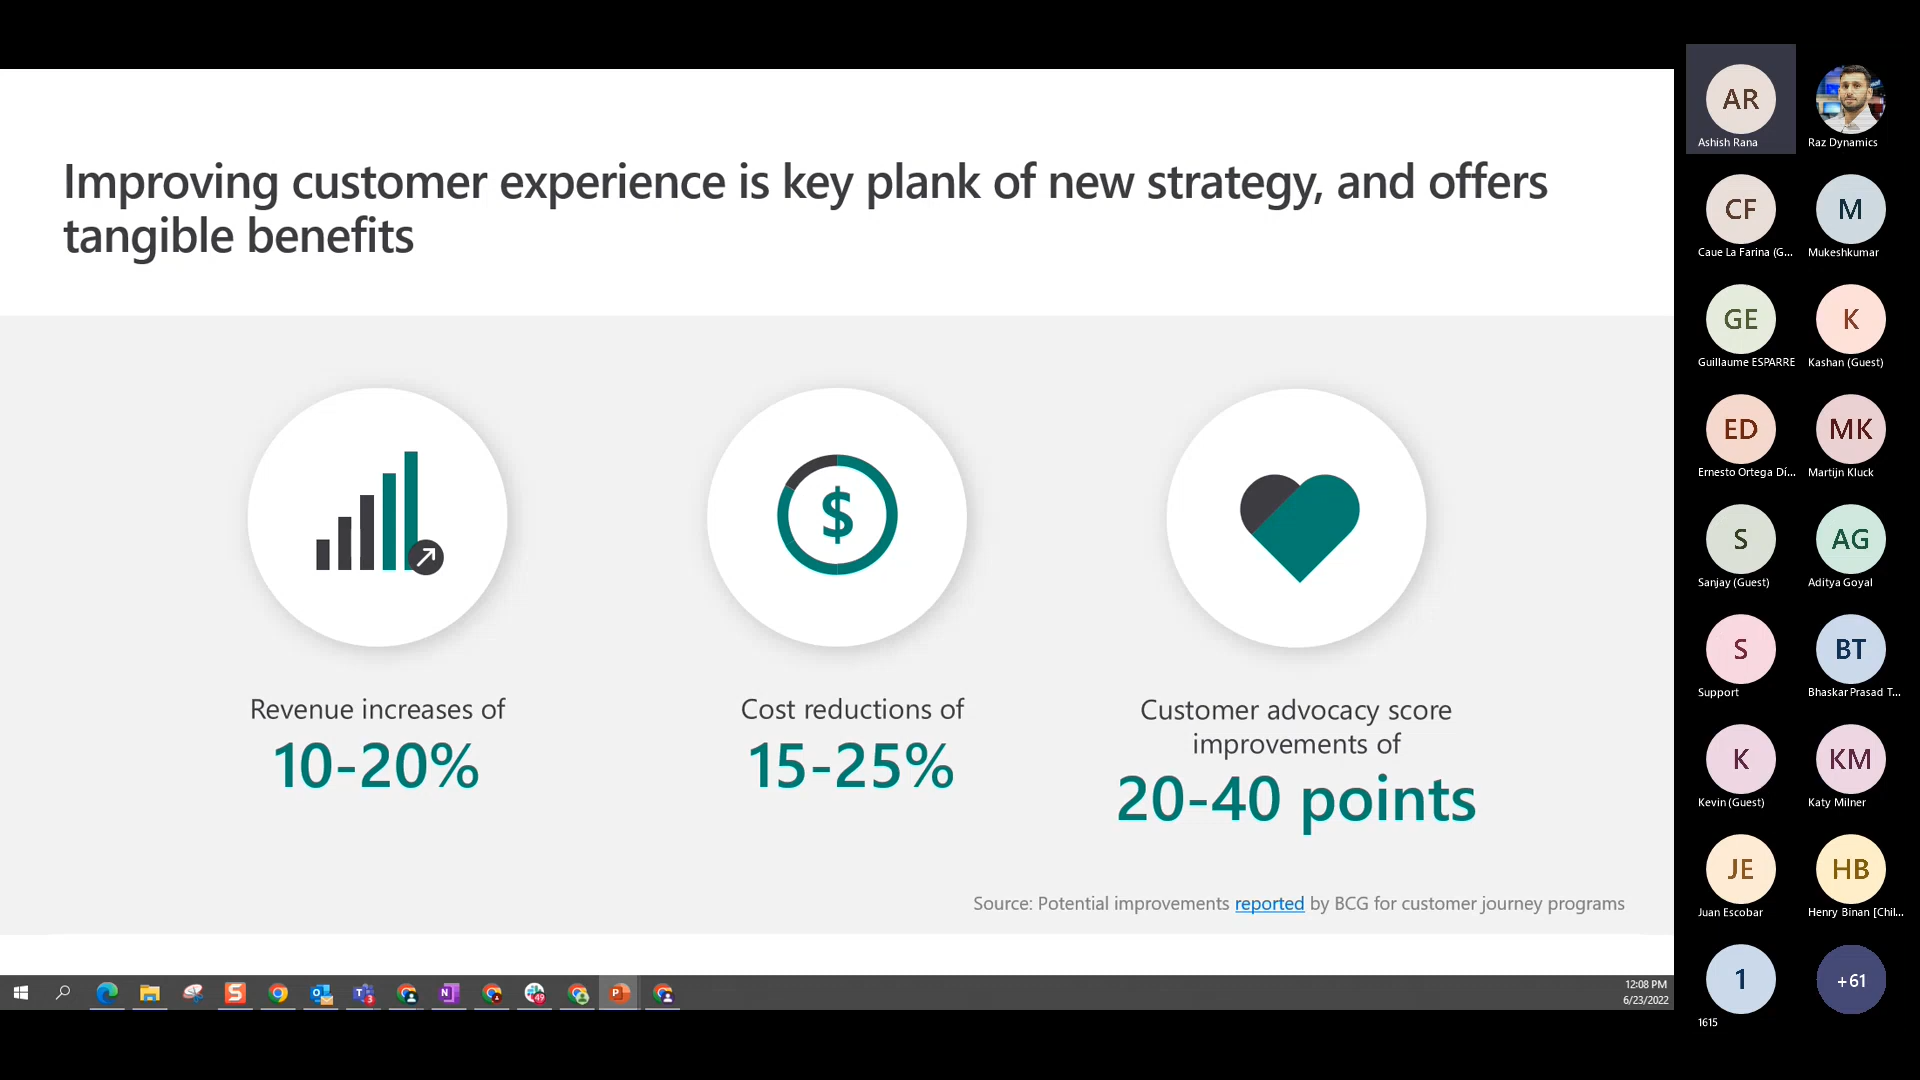 Improving customer experience is key plank of new strategy, and offers
tangible benefits
$
Revenue increases of
10-20%
Cost reductions of
15-25%
Customer advocacy score
improvements of
20-40 points
Source: Potential improvements reported by BCG for customer journey programs
12:08 PM
6/23/2022
AR
Ashish Rana
Raz Dynamics
CF
Caue La Farina (G...
M
Mukeshkumar
GE
Guillaume ESPARRE
K
Kashan (Guest)
ED
Ernesto Ortega Dí...
MK
Martijn Kluck
S
Sanjay (Guest)
AG
Aditya Goyal
S
Support
BT
Bhaskar Prasad T...
K
Kevin (Guest)
KM
Katy Milner
JE
Juan Escobar
HB
Henry Binan [Chil...
1
1615
+61